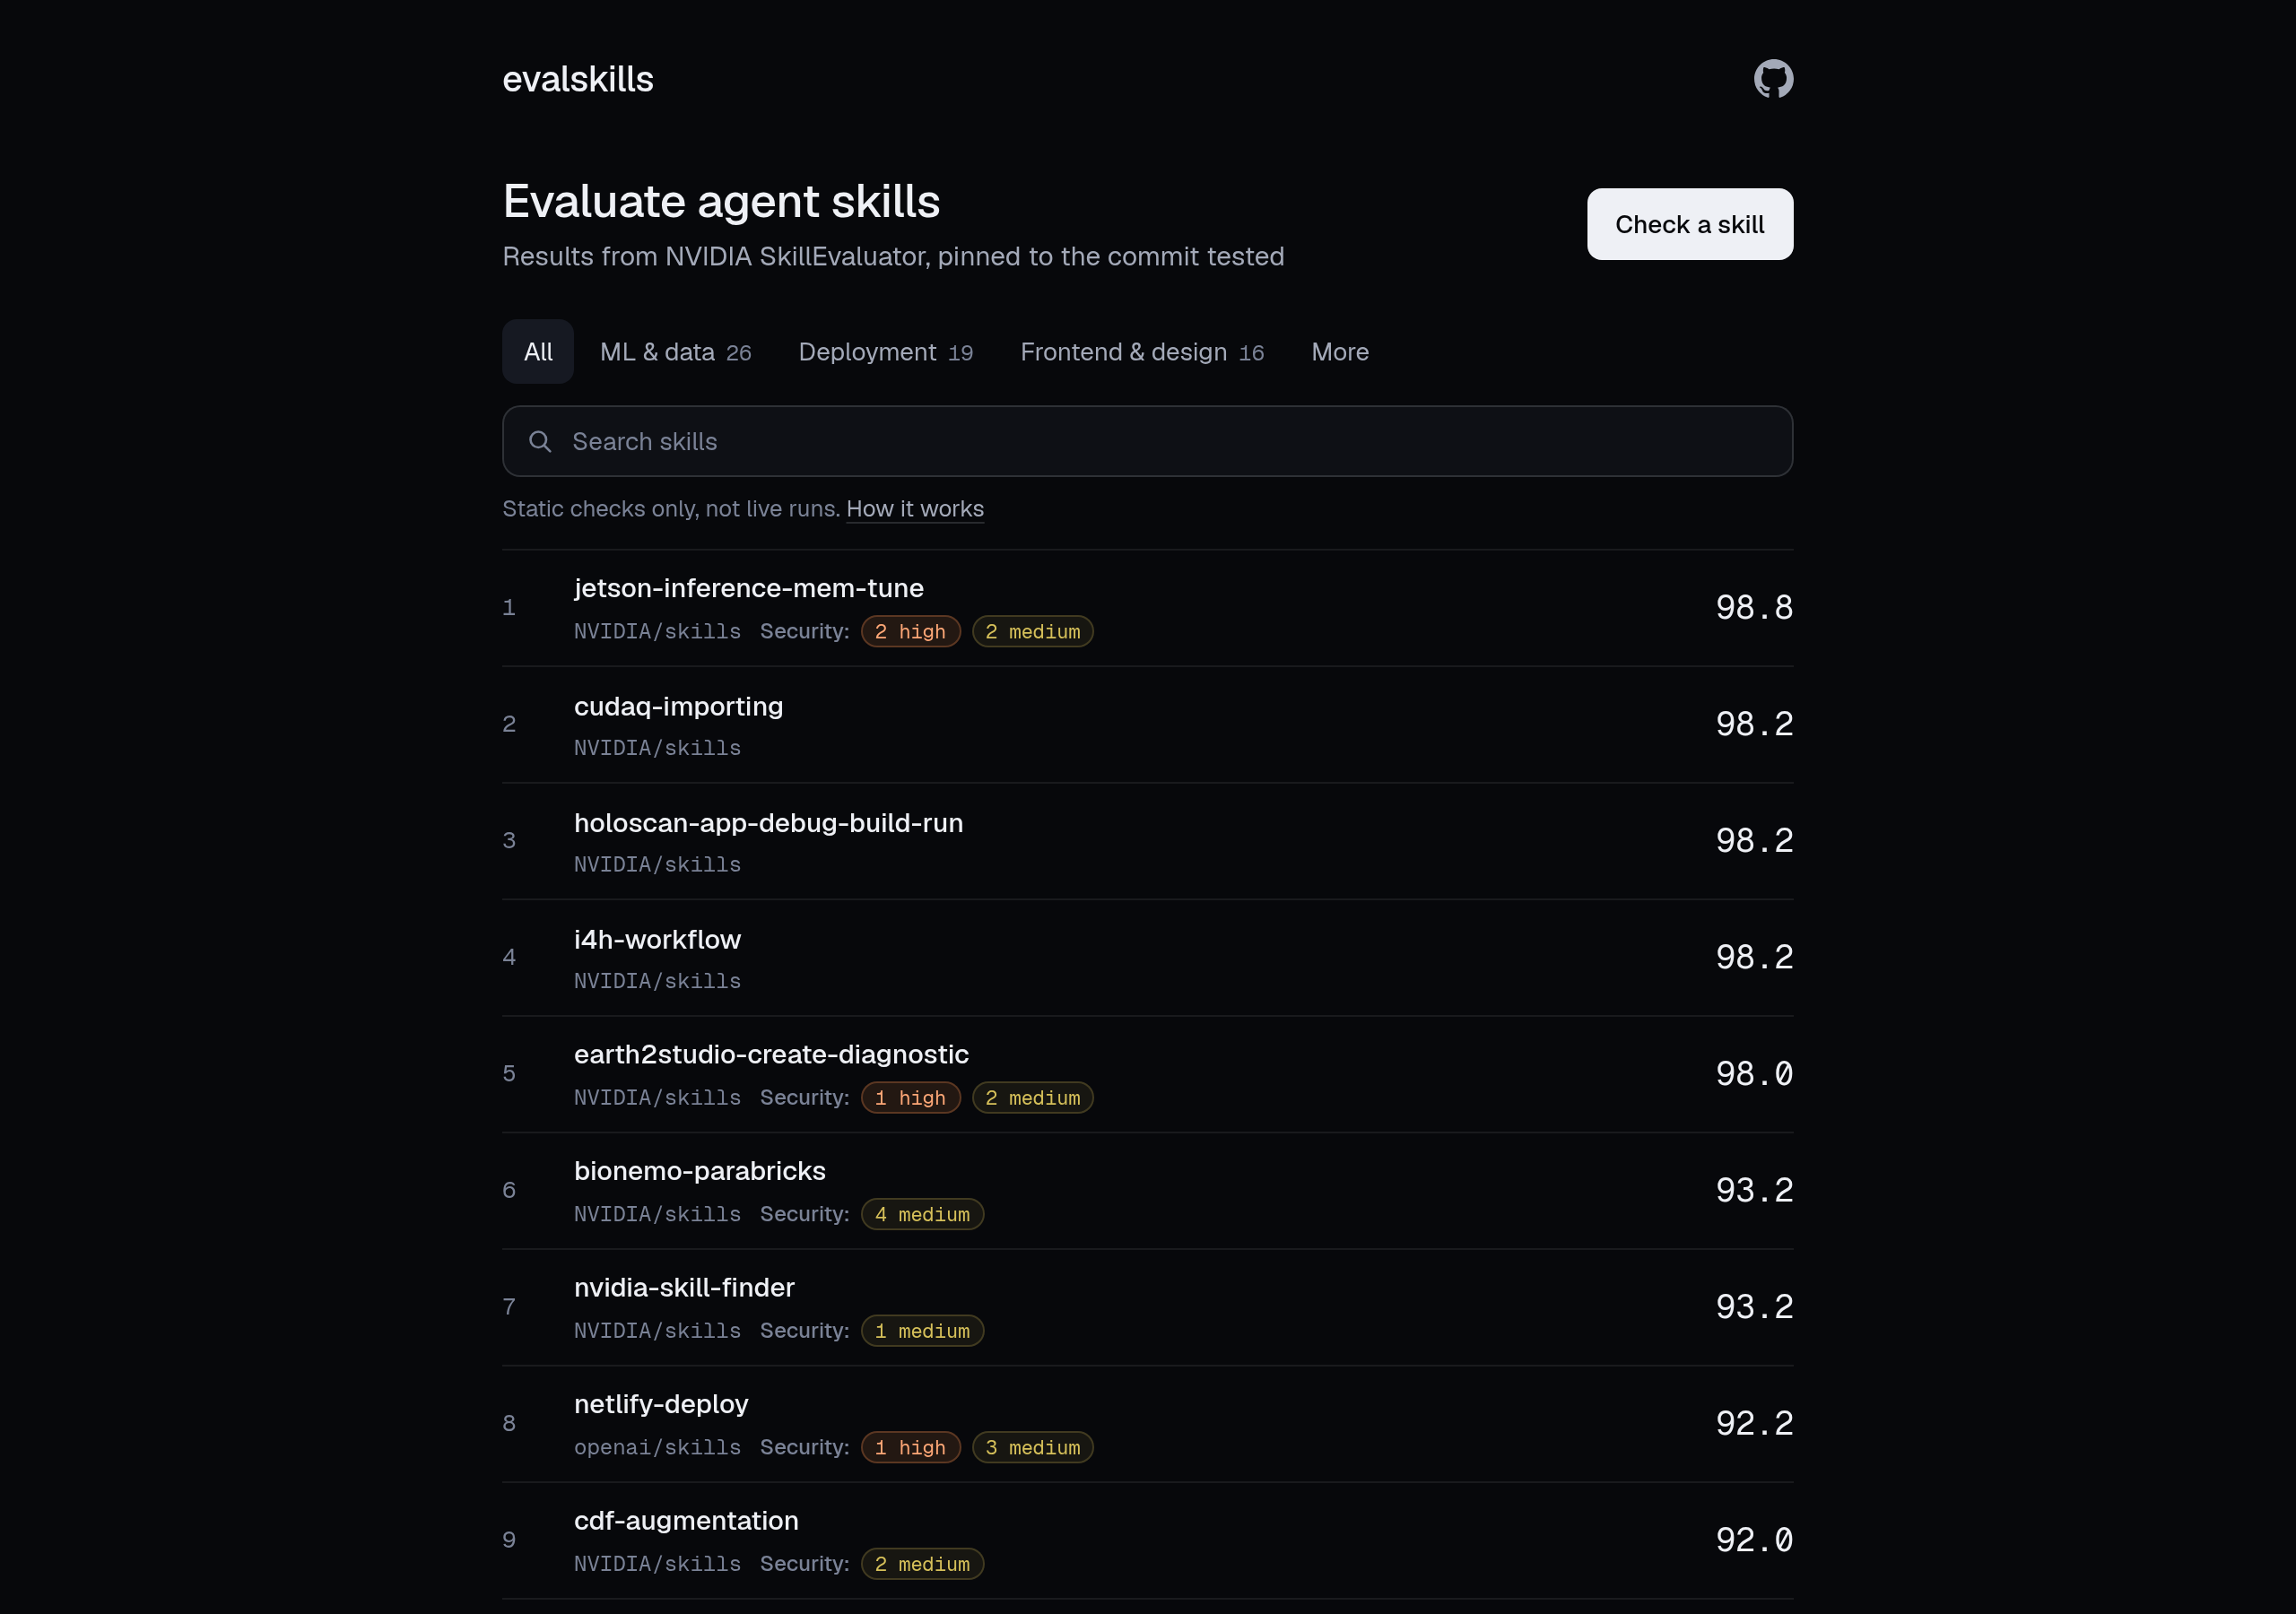 evalskills
Evaluate agent skills
Results from NVIDIA SkillEvaluator, pinned to the commit tested
Check a skill
All ML & data 26 Deployment 19 Frontend & design 16 More
Search skills
Static checks only, not live runs. How it works
1 jetson-inference-mem-tune 98.8
NVIDIA/skills Security: 2 high 2 medium
2 cudaq-importing 98.2
NVIDIA/skills
3 holoscan-app-debug-build-run 98.2
NVIDIA/skills
4 i4h-workflow 98.2
NVIDIA/skills
5 earth2studio-create-diagnostic 98.0
NVIDIA/skills Security: 1 high 2 medium
6 bionemo-parabricks 93.2
NVIDIA/skills Security: 4 medium
7 nvidia-skill-finder 93.2
NVIDIA/skills Security: 1 medium
8 netlify-deploy 92.2
openai/skills Security: 1 high 3 medium
9 cdf-augmentation 92.0
NVIDIA/skills Security: 2 medium